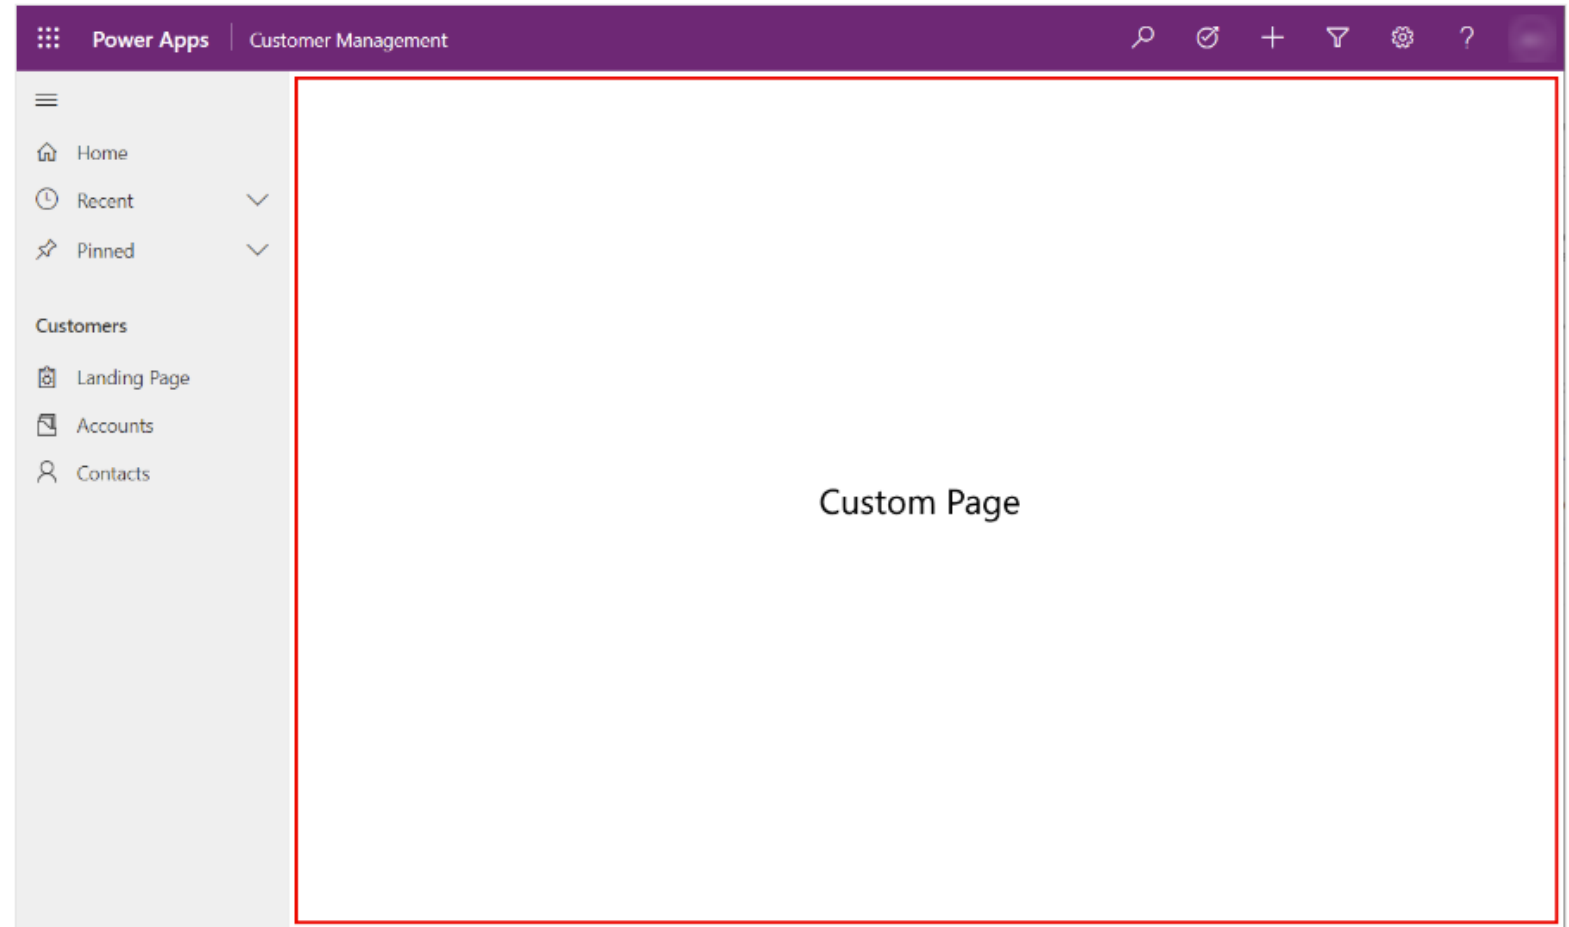 Power Apps Customer Management
Home
Recent
Pinned
Customers
Landing Page
Accounts
Contacts
Custom Page